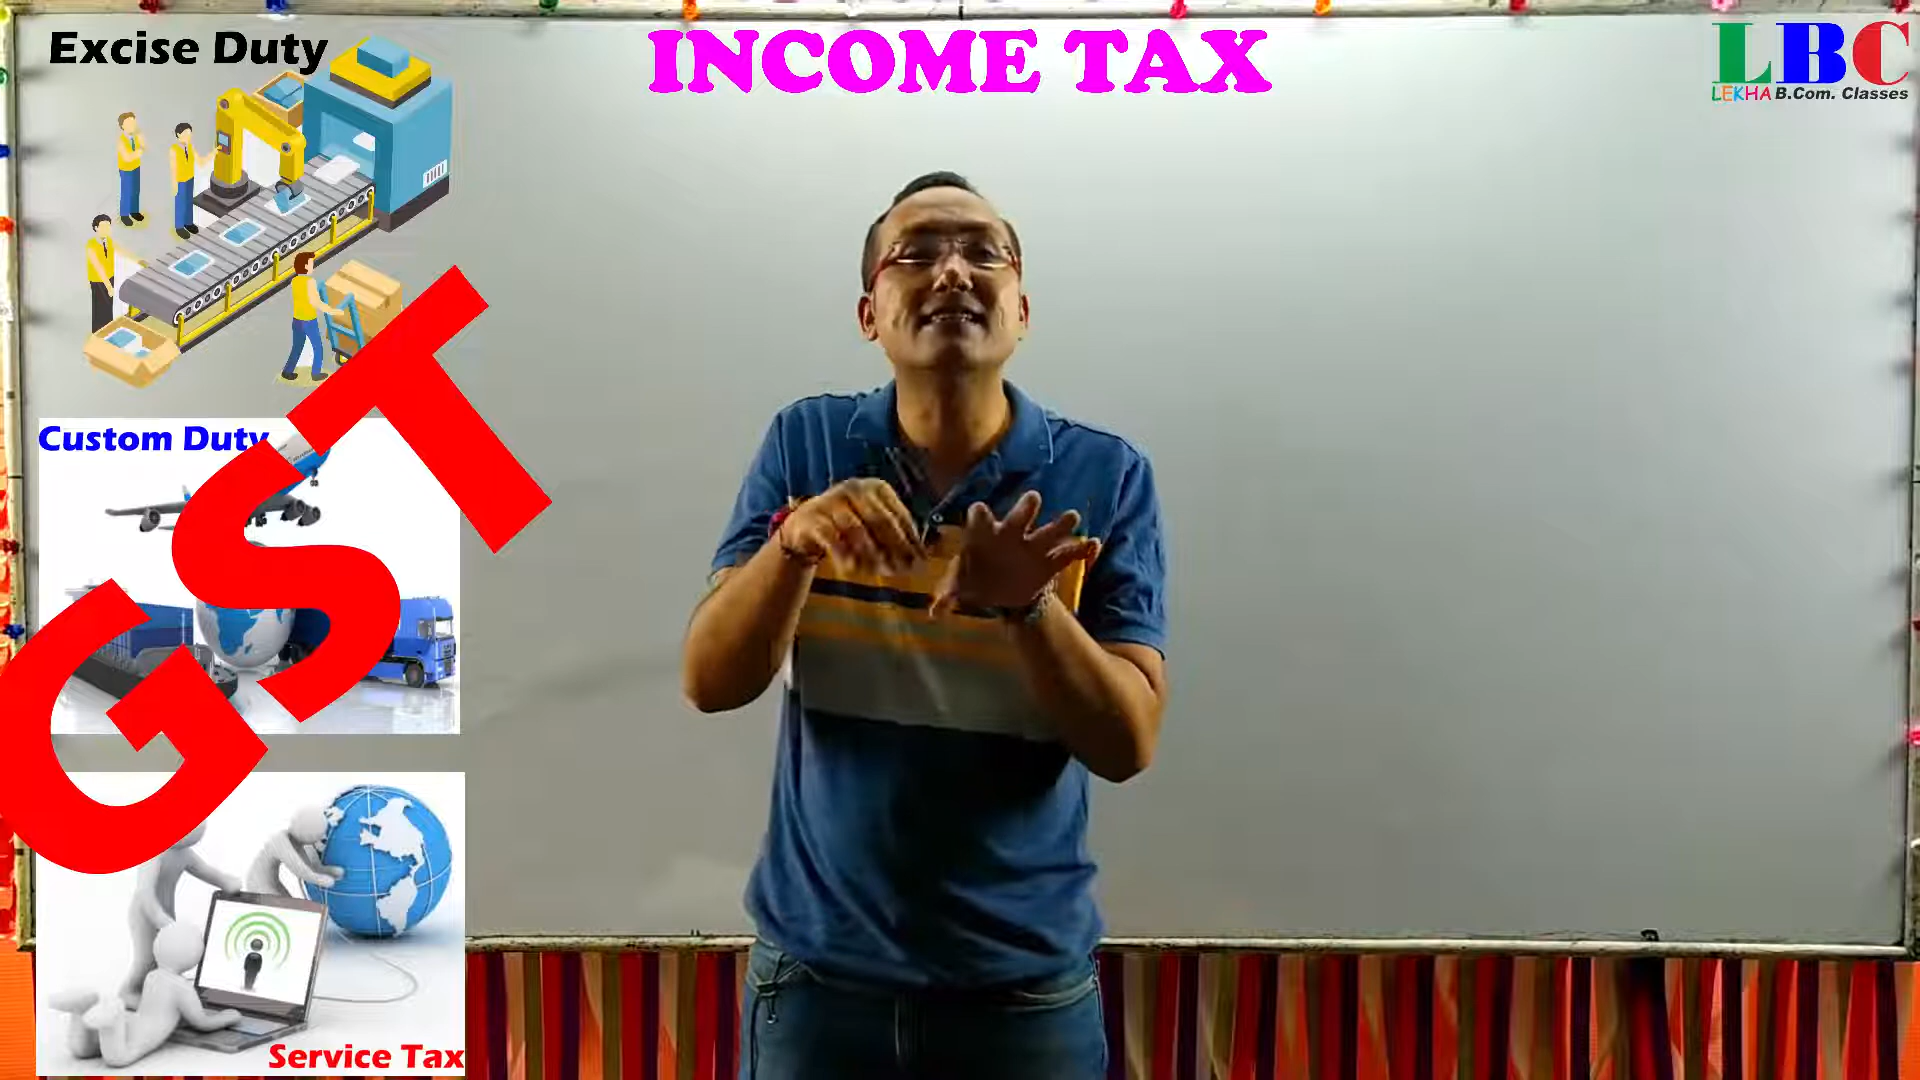 Excise Duty
INCOME TAX
LBC
LEKHA B.Com. Classes
Custom Duty
GST
Service Tax